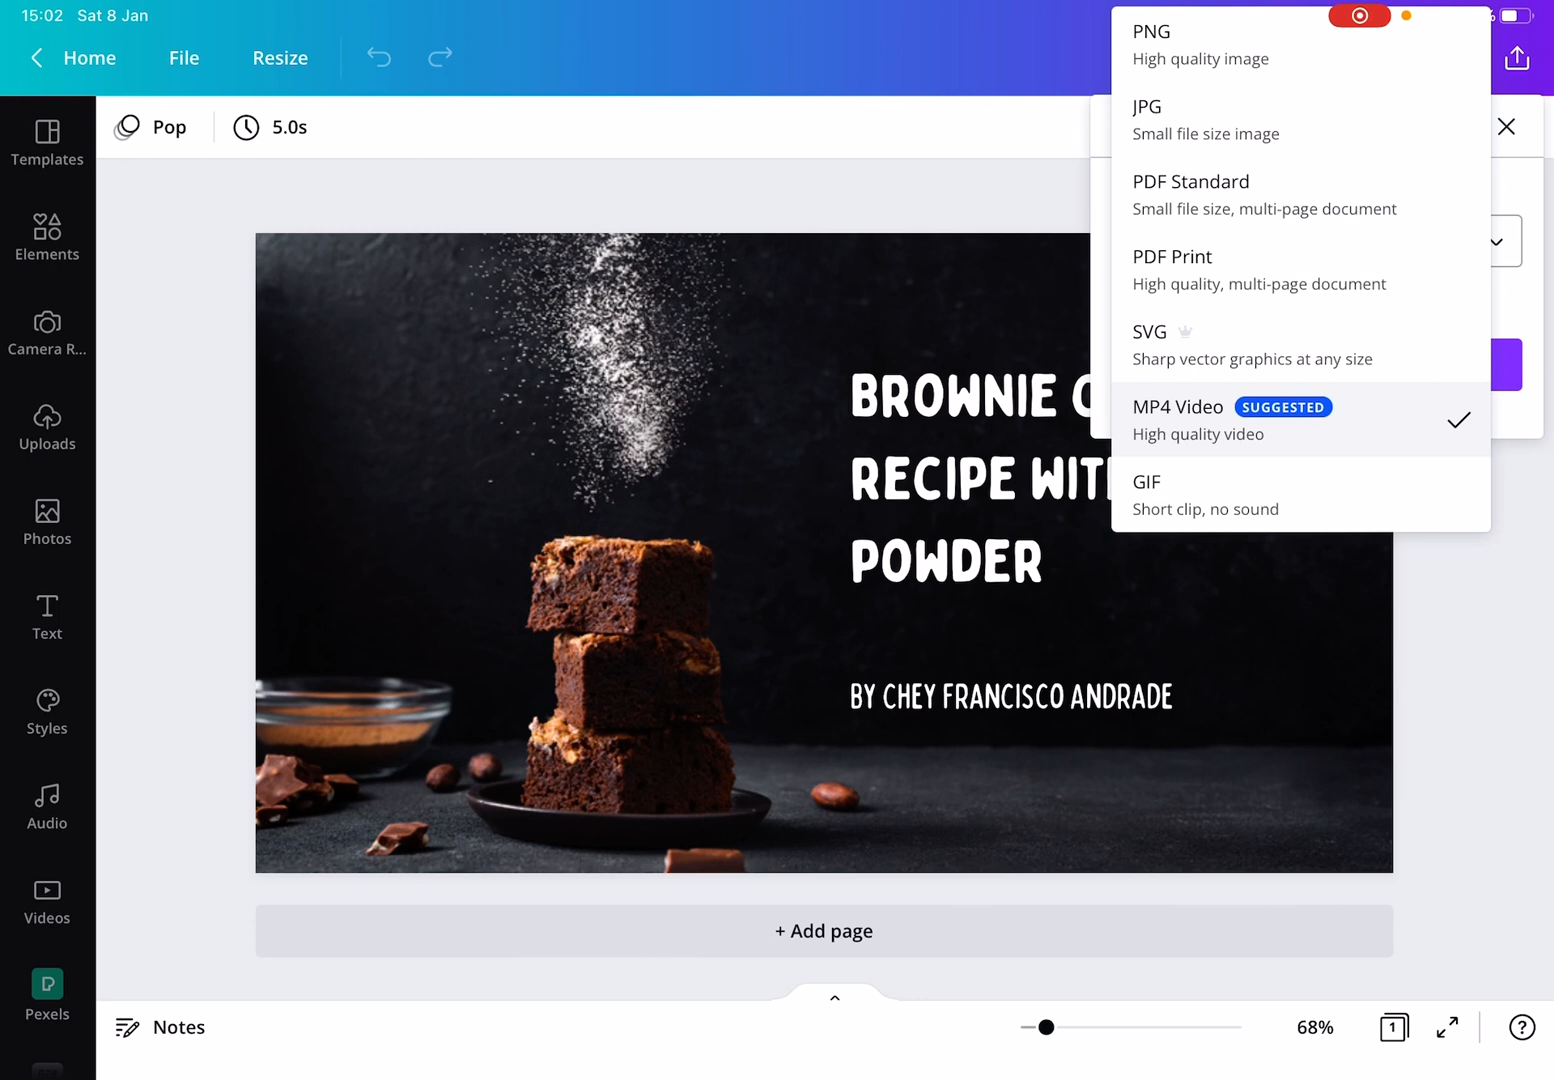 15:02 Sat 8 Jan
Home File Resize
Pop 5.0s
Templates
Elements
Camera R...
Uploads
Photos
Text
Styles
Audio
Videos
Pexels
BROWNIE
RECIPE
POWDER
BY CHEY FRANCISCO ANDRADE
PNG
High quality image
JPG
Small file size image
PDF Standard
Small file size, multi-page document
PDF Print
High quality, multi-page document
SVG
Sharp vector graphics at any size
MP4 Video SUGGESTED
High quality video
GIF
Short clip, no sound
+ Add page
Notes
68%
1
?